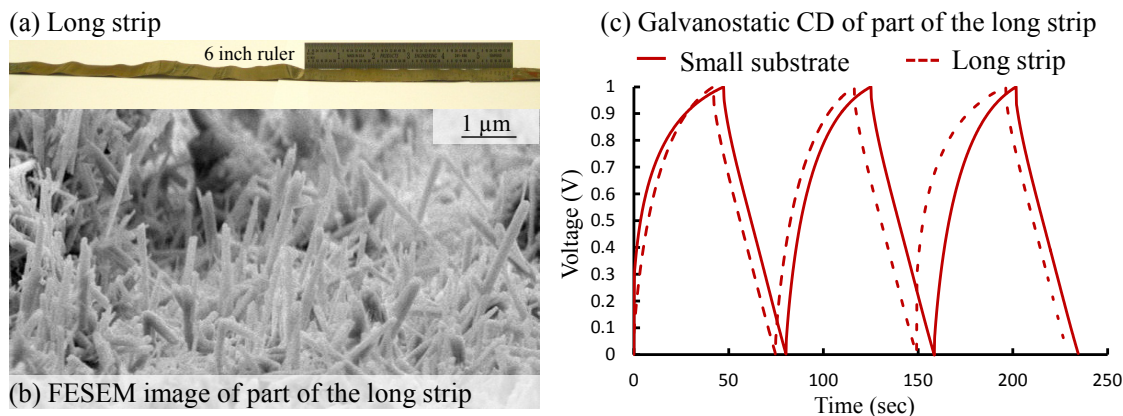 (a) Long strip
6 inch ruler
1 µm
(b) FESEM image of part of the long strip
(c) Galvanostatic CD of part of the long strip
Small substrate
Long strip
Voltage (V)
1
0.9
0.8
0.7
0.6
0.5
0.4
0.3
0.2
0.1
0
0 50 100 150 200 250
Time (sec)